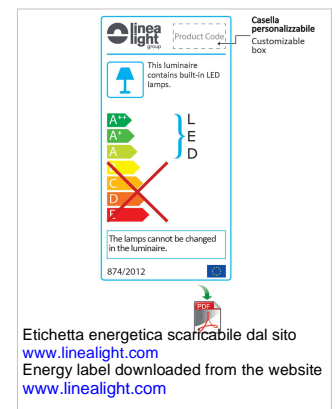 linea
light
group
Product Code
Casella
personalizzabile
Customizable
box
This luminaire
contains built-in LED
lamps.
A++
A+
A
B
C
D
E
L
E
D
The lamps cannot be changed
in the luminaire.
874/2012
PDF
Etichetta energetica scaricabile dal sito
www.linealight.com
Energy label downloaded from the website
www.linealight.com